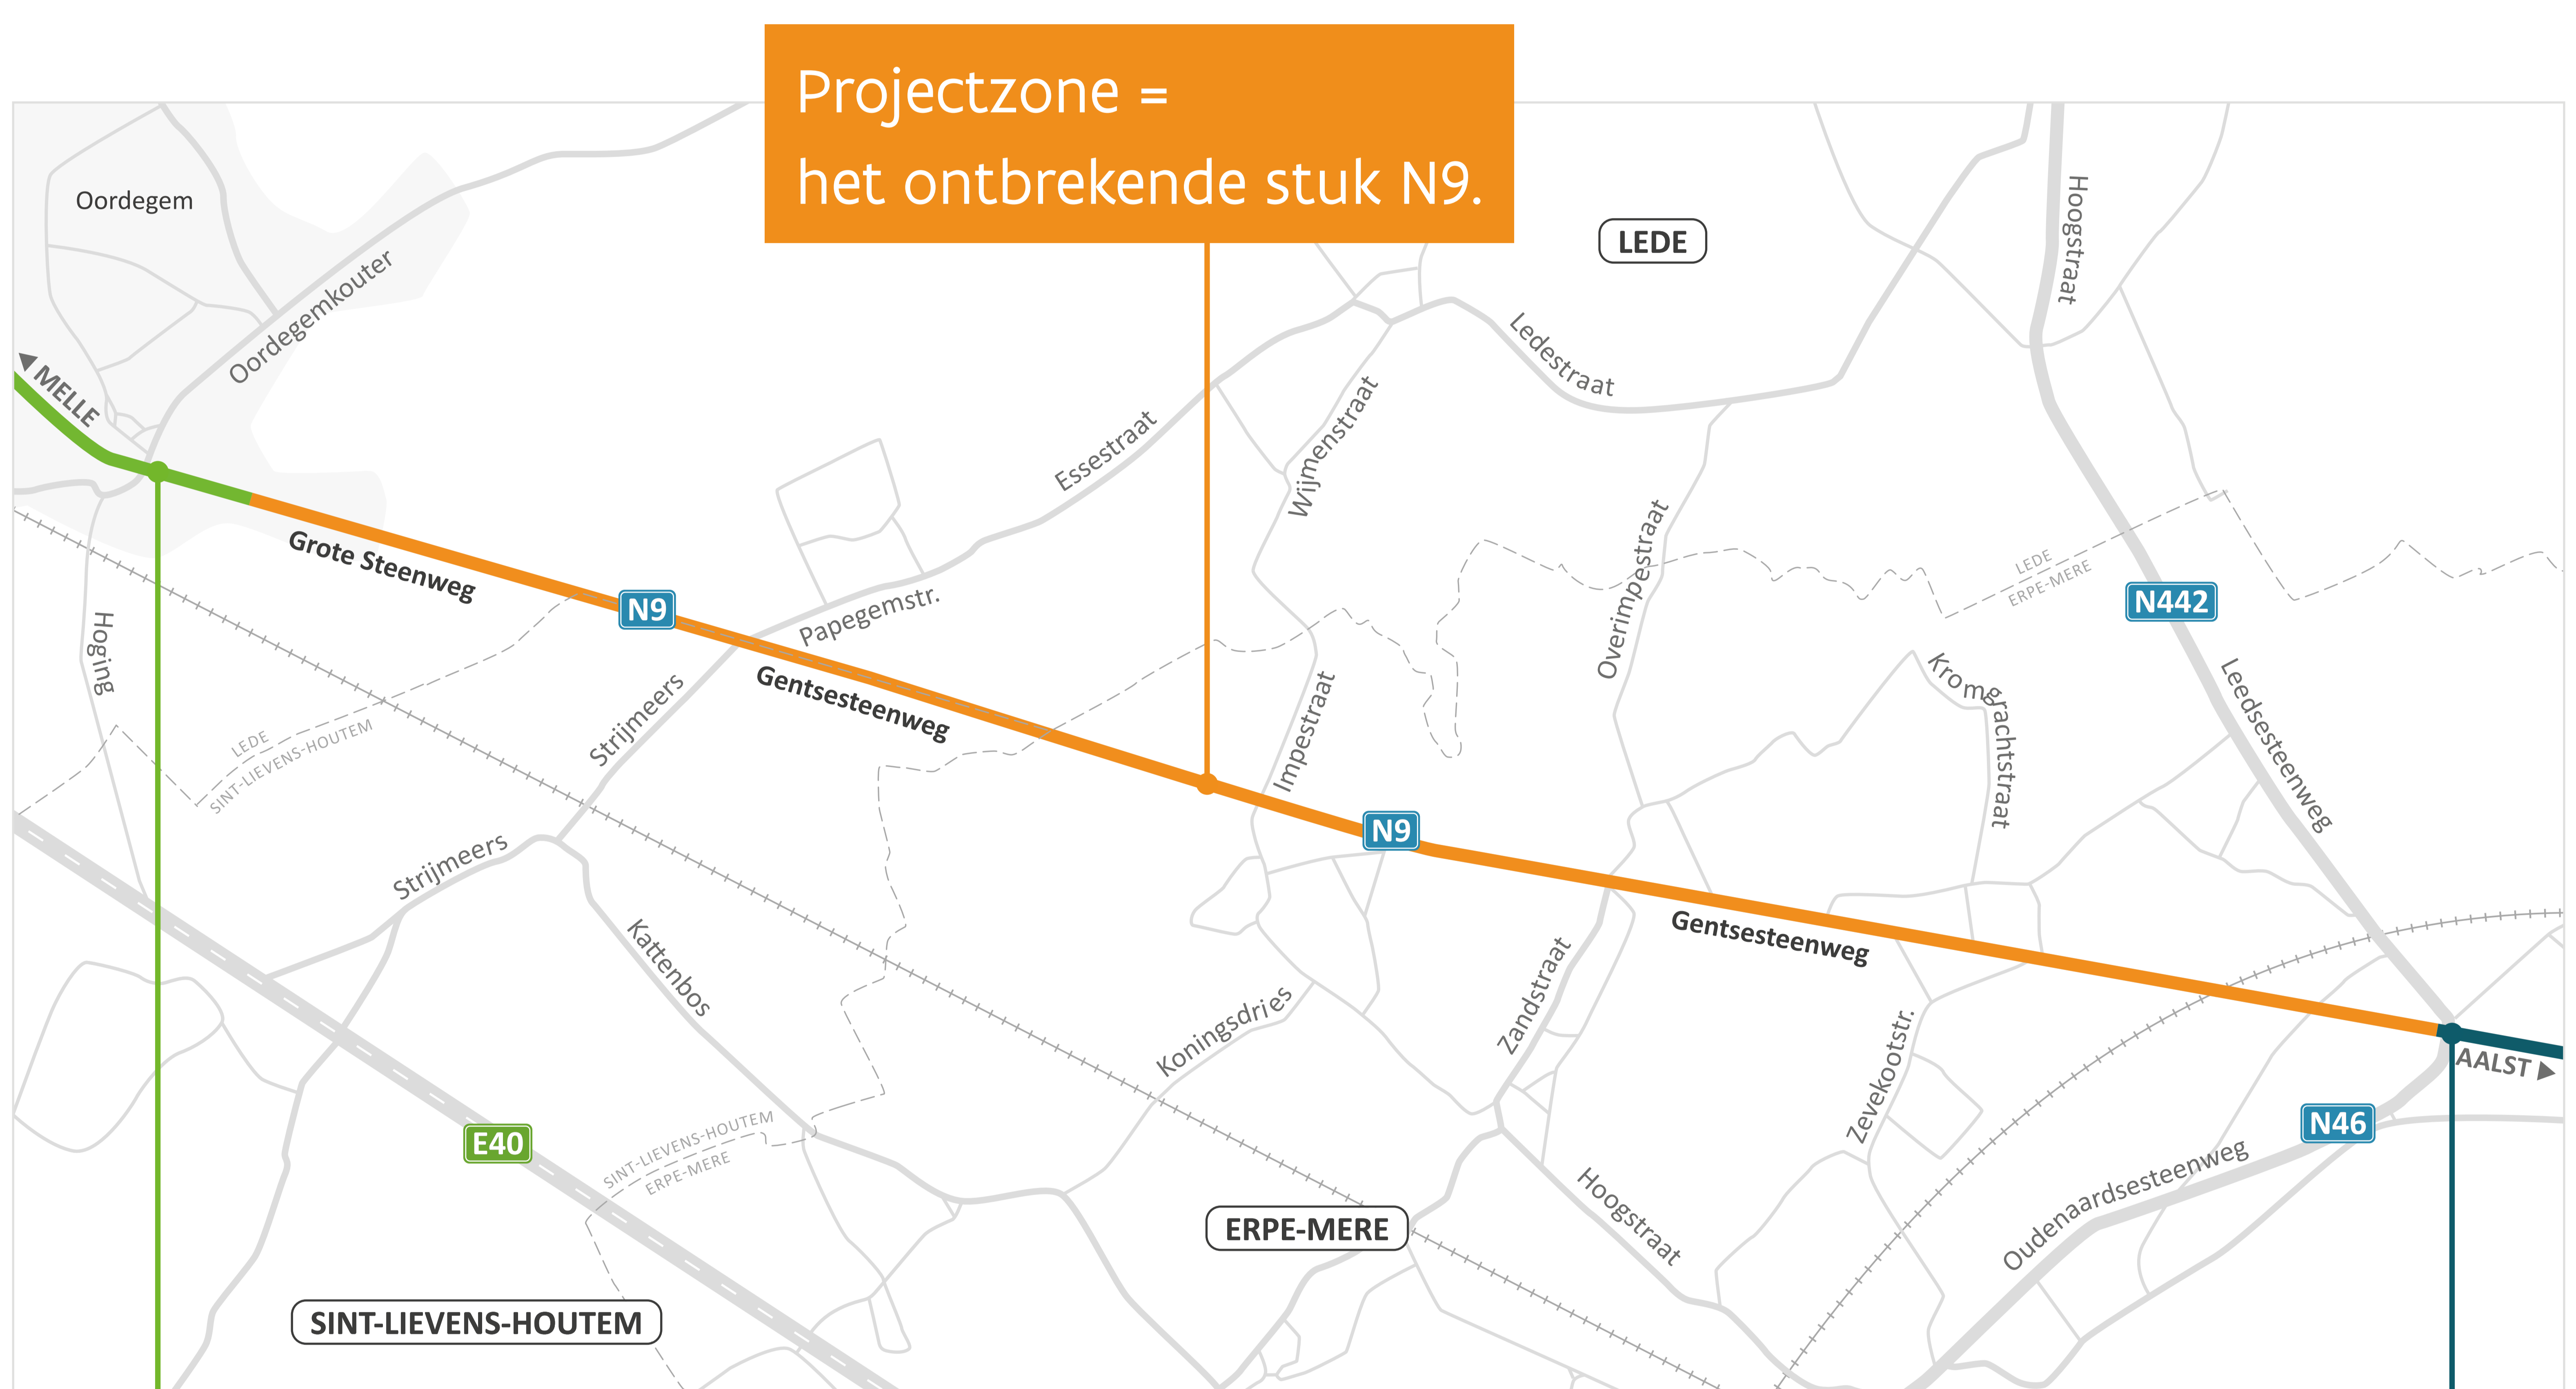 Projectzone =
het ontbrekende stuk N9.
Oordegem
LEDE
Hoogstraat
Oordegemkouter
Ledestraat
MELLE
Wijmenstraat
Essestraat
Grote Steenweg
Overimpestraat
LEDE
ERPE-MERE
N9
N442
Papegemstr.
Hoging
Gentsesteenweg
Strijmeers
Impestraat
Kromgrachtstraat
Leedsesteenweg
LEDE
SINT-LIEVENS-HOUTEM
N9
Strijmeers
Gentsesteenweg
Kattenbos
Zandstraat
Koningsdries
Zevekootstr.
AALST
E40
N46
SINT-LIEVENS-HOUTEM
ERPE-MERE
Oudenaardsesteenweg
ERPE-MERE
Hoogstraat
SINT-LIEVENS-HOUTEM